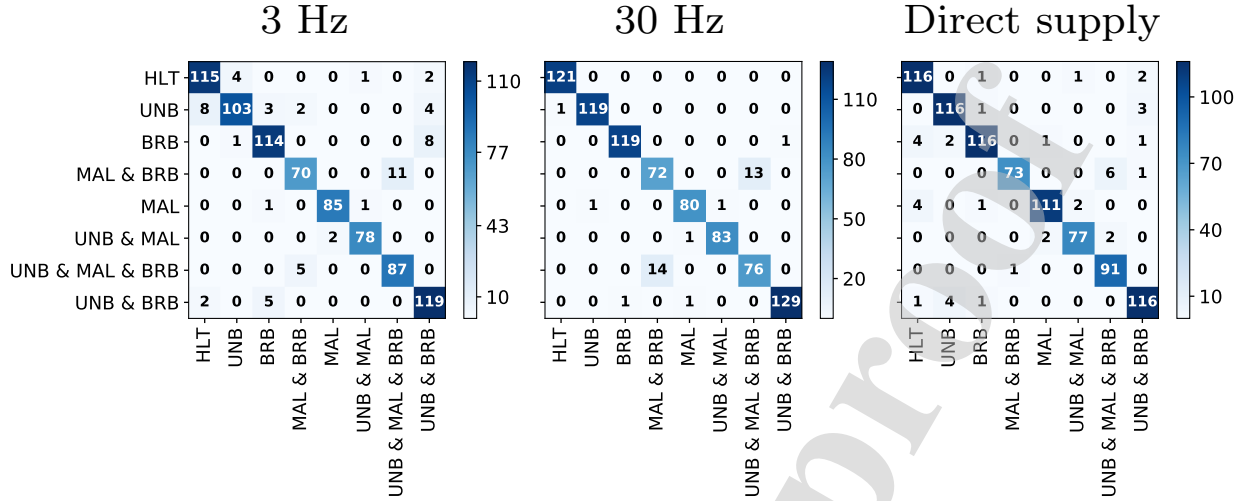 3 Hz 30 Hz Direct supply
HLT 115 4 0 0 0 1 0 2 110 121 0 0 0 0 0 0 0 116 0 1 0 0 1 0 2
UNB 8 103 3 2 0 0 0 4 1 119 0 0 0 0 0 0 110 0 116 1 0 0 0 0 3 100
BRB 0 1 114 0 0 0 0 8 77 0 0 119 0 0 0 0 1 80 4 2 116 0 1 0 0 1 70
MAL & BRB 0 0 0 70 0 0 11 0 0 0 0 72 0 0 13 0 0 0 0 73 0 0 6 1
MAL 0 0 1 0 85 1 0 0 43 0 1 0 0 80 1 0 0 50 4 0 1 0 111 2 0 0 40
UNB & MAL 0 0 0 0 2 78 0 0 0 0 0 0 1 83 0 0 0 0 0 0 2 77 2 0
UNB & MAL & BRB 0 0 0 5 0 0 87 0 10 0 0 0 14 0 0 76 0 20 0 0 0 1 0 0 91 0 10
UNB & BRB 2 0 5 0 0 0 0 119 0 0 1 0 1 0 0 129 1 4 1 0 0 0 0 116
HLT UNB BRB MAL & BRB MAL UNB & MAL UNB & MAL & BRB UNB & BRB HLT UNB BRB MAL & BRB MAL UNB & MAL UNB & MAL & BRB UNB & BRB HLT UNB BRB MAL & BRB MAL UNB & MAL UNB & MAL & BRB UNB & BRB
proof